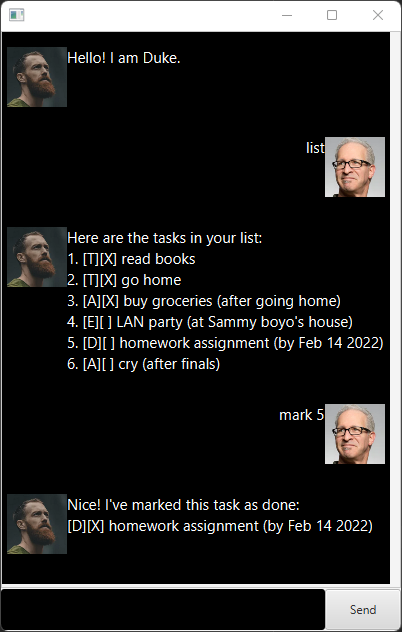 Hello! I am Duke.
list
Here are the tasks in your list:
1. [T][X] read books
2. [T][X] go home
3. [A][X] buy groceries (after going home)
4. [E][ ] LAN party (at Sammy boyo's house)
5. [D][ ] homework assignment (by Feb 14 2022)
6. [A][ ] cry (after finals)
mark 5
Nice! I've marked this task as done:
[D][X] homework assignment (by Feb 14 2022)
Send